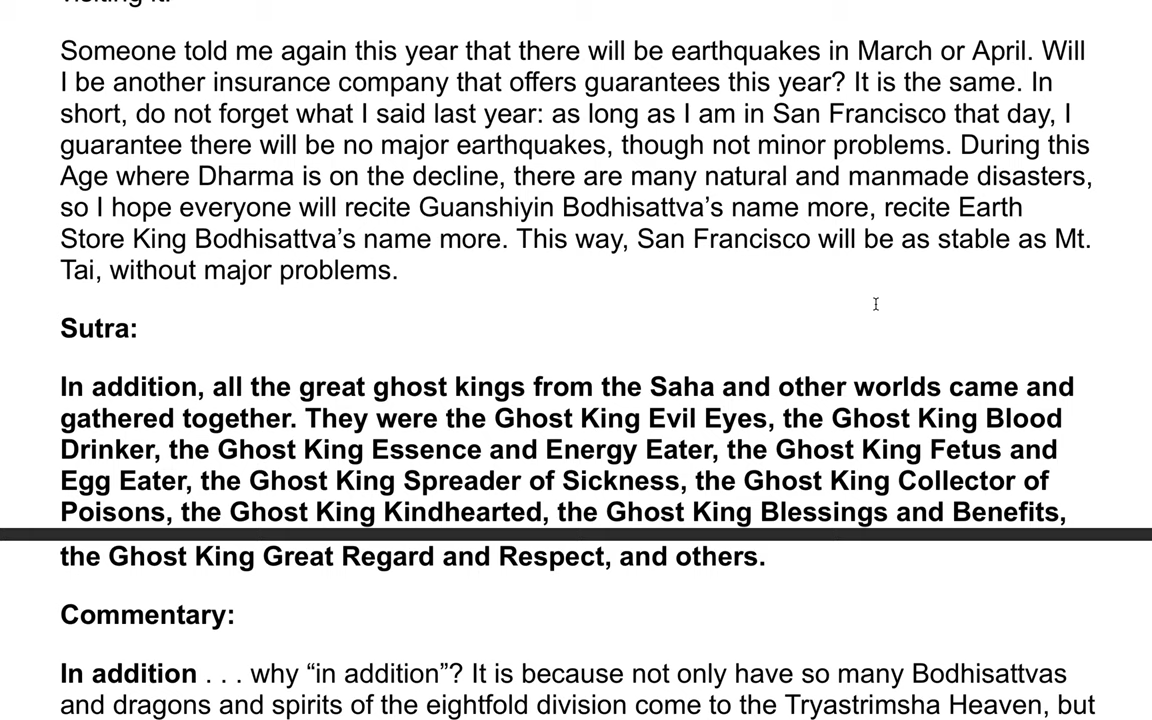 Someone told me again this year that there will be earthquakes in March or April. Will
I be another insurance company that offers guarantees this year? It is the same. In
short, do not forget what I said last year: as long as I am in San Francisco that day, I
guarantee there will be no major earthquakes, though not minor problems. During this
Age where Dharma is on the decline, there are many natural and manmade disasters,
so I hope everyone will recite Guanshiyin Bodhisattva’s name more, recite Earth
Store King Bodhisattva’s name more. This way, San Francisco will be as stable as Mt.
Tai, without major problems.
Sutra:
In addition, all the great ghost kings from the Saha and other worlds came and
gathered together. They were the Ghost King Evil Eyes, the Ghost King Blood
Drinker, the Ghost King Essence and Energy Eater, the Ghost King Fetus and
Egg Eater, the Ghost King Spreader of Sickness, the Ghost King Collector of
Poisons, the Ghost King Kindhearted, the Ghost King Blessings and Benefits,
the Ghost King Great Regard and Respect, and others.
Commentary:
In addition . . . why “in addition”? It is because not only have so many Bodhisattvas
and dragons and spirits of the eightfold division come to the Tryastrimsha Heaven, but